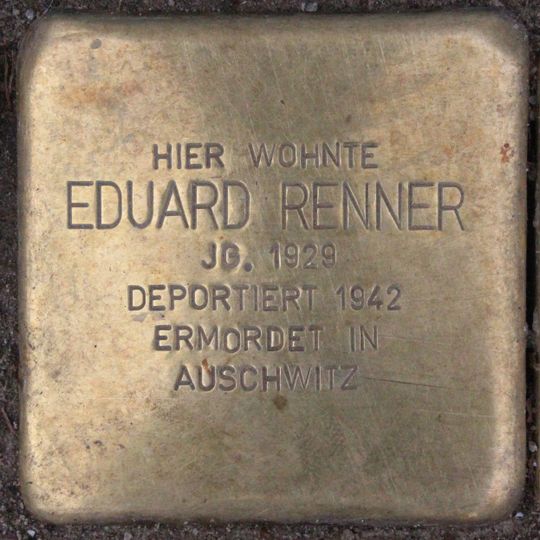 HIER WOHNTE
EDUARD RENNER
JG. 1929
DEPORTIERT 1942
ERMORDET IN
AUSCHWITZ